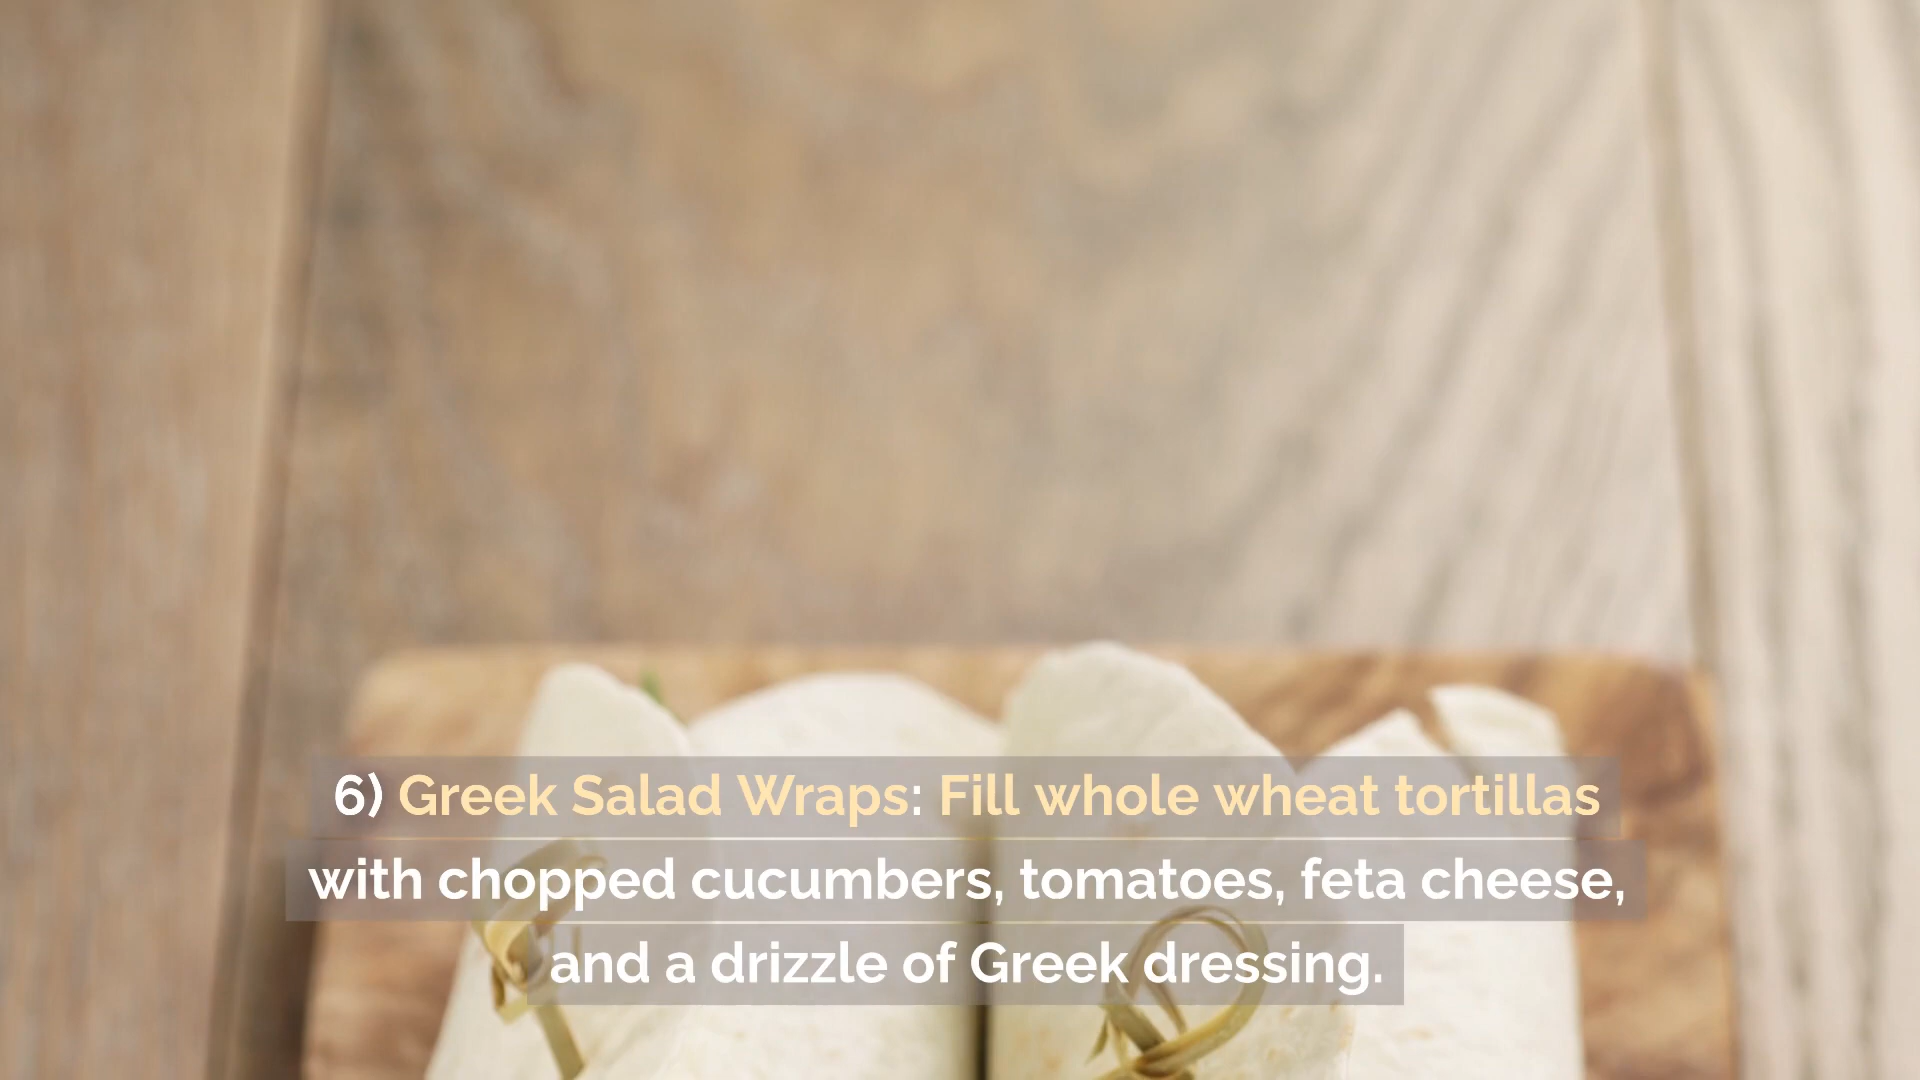 6) Greek Salad Wraps: Fill whole wheat tortillas
with chopped cucumbers, tomatoes, feta cheese,
and a drizzle of Greek dressing.